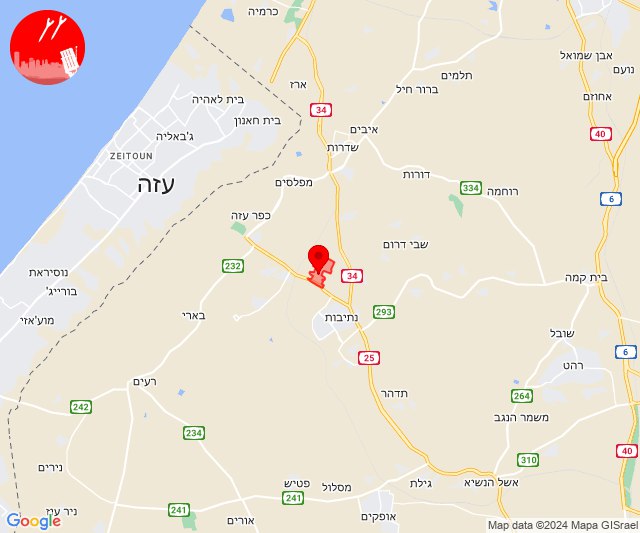 כרמיה
אבן שמואל
נועם
תלמים
ארז
ברור חיל
אחוזם
בית לאהיה
34
בית חאנון
איבים
ג'באליה
40
שדרות
ZEITOUN
דורות
עזה
מפלסים
334
רוחמה
6
כפר עזה
שבי דרום
232
נוסיראת
34
בית קמה
בורייג'
293
מוע'אזי
בארי
נתיבות
שובל
6
25
רהט
רעים
תדהר
264
242
משמר הנגב
234
40
310
נירים
פטיש
מסלול
גילת
אשל הנשיא
241
241
ניר עוז
אורים
אופקים
Google
Map data ©2024 Mapa GISrael